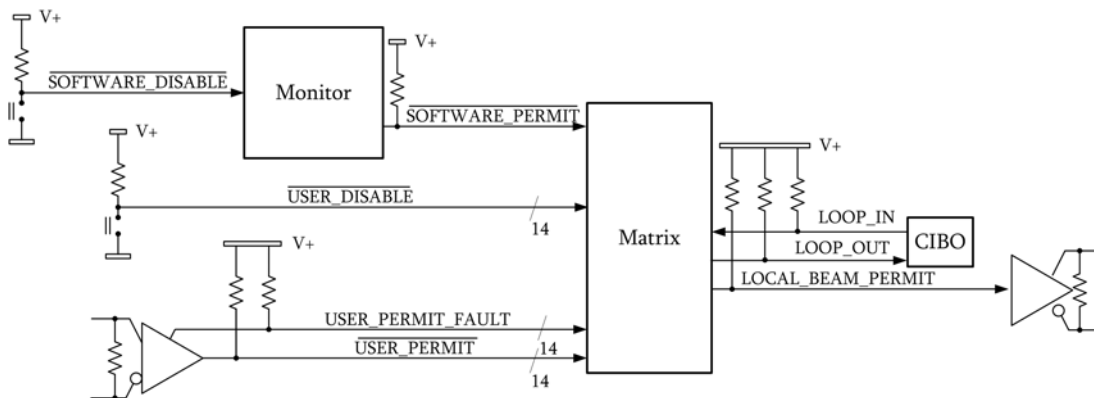 V+
SOFTWARE_DISABLE
Monitor
V+
SOFTWARE_PERMIT
V+
USER_DISABLE
14
V+
USER_PERMIT_FAULT
14
USER_PERMIT
14
Matrix
V+
LOOP_IN
LOOP_OUT
CIBO
LOCAL_BEAM_PERMIT